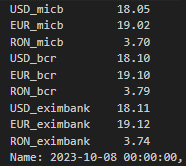 USD_micb 18.05
EUR_micb 19.02
RON_micb 3.70
USD_bcr 18.10
EUR_bcr 19.10
RON_bcr 3.79
USD_eximbank 18.11
EUR_eximbank 19.12
RON_eximbank 3.74
Name: 2023-10-08 00:00:00,